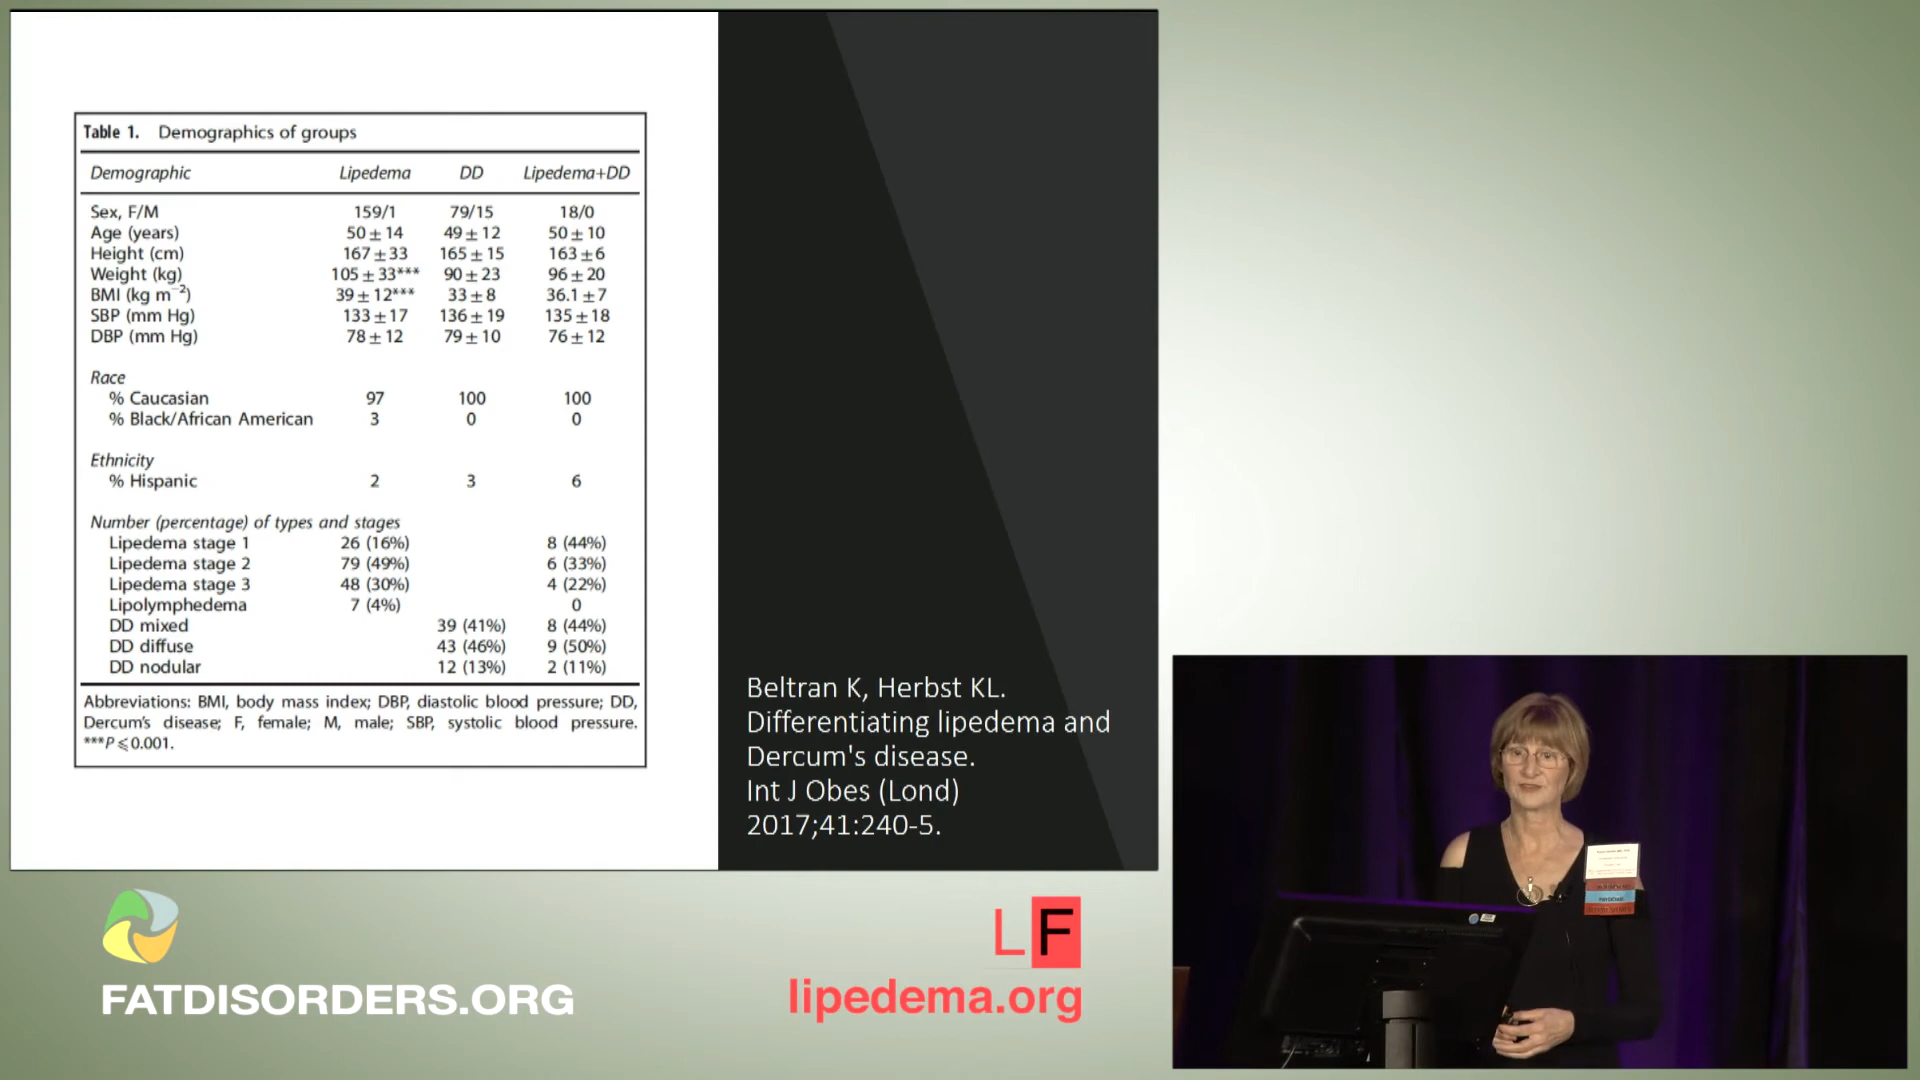 Table 1. Demographics of groups
Demographic Lipedema DD Lipedema+DD
Sex, F/M 159/1 79/15 18/0
Age (years) 50±14 49±12 50±10
Height (cm) 167±33 165±15 163±6
Weight (kg) 105±33*** 90±23 96±20
BMI (kg m⁻²) 39±12*** 33±8 36.1±7
SBP (mm Hg) 133±17 136±19 135±18
DBP (mm Hg) 78±12 79±10 76±12
Race
% Caucasian 97 100 100
% Black/African American 3 0 0
Ethnicity
% Hispanic 2 3 6
Number (percentage) of types and stages
Lipedema stage 1 26 (16%) 8 (44%)
Lipedema stage 2 79 (49%) 6 (33%)
Lipedema stage 3 48 (30%) 4 (22%)
Lipolymphedema 7 (4%) 0
DD mixed 39 (41%) 8 (44%)
DD diffuse 43 (46%) 9 (50%)
DD nodular 12 (13%) 2 (11%)
Abbreviations: BMI, body mass index; DBP, diastolic blood pressure; DD,
Dercum's disease; F, female; M, male; SBP, systolic blood pressure.
***P⩽0.001.
Beltran K, Herbst KL.
Differentiating lipedema and
Dercum's disease.
Int J Obes (Lond)
2017;41:240-5.
FATDISORDERS.ORG
LF
lipedema.org